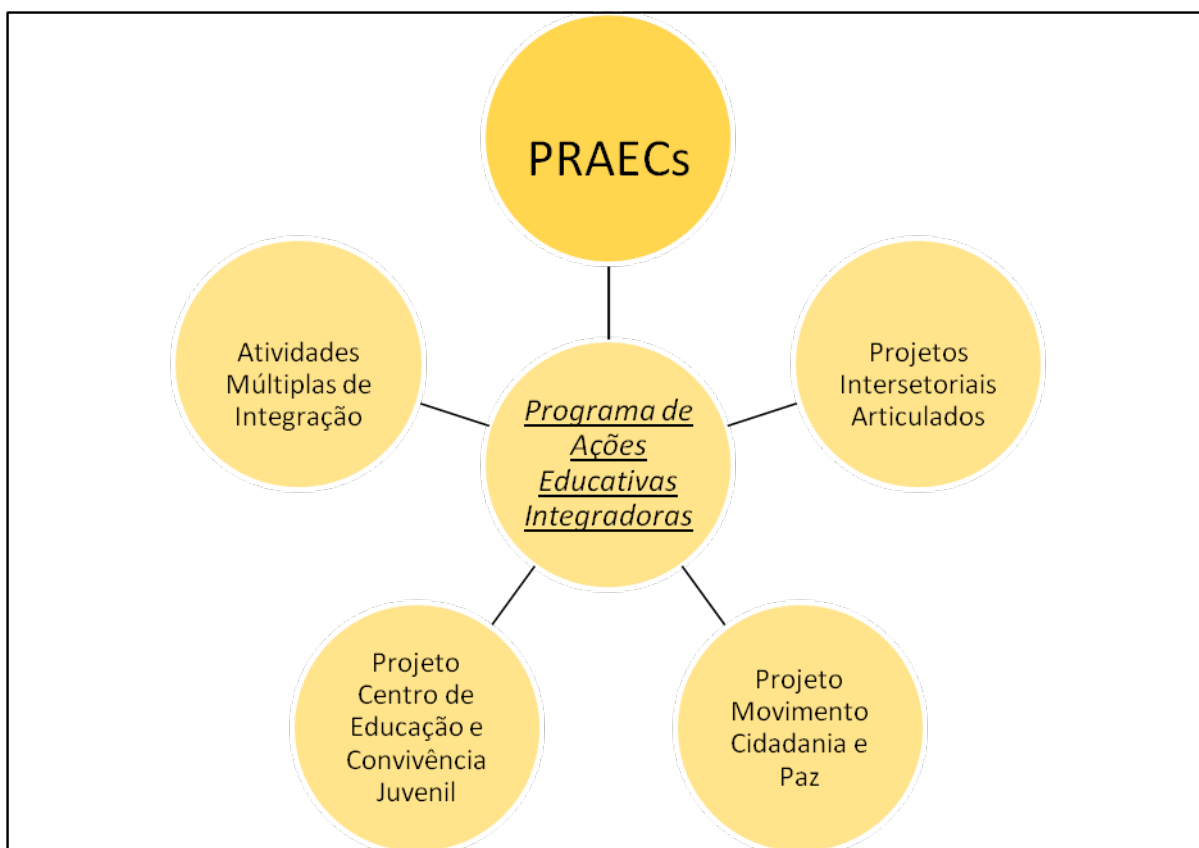 PRAECs
Atividades
Múltiplas de
Integração
Projetos
Intersetoriais
Articulados
Programa de
Ações
Educativas
Integradoras
Projeto
Centro de
Educação e
Convivência
Juvenil
Projeto
Movimento
Cidadania e
Paz